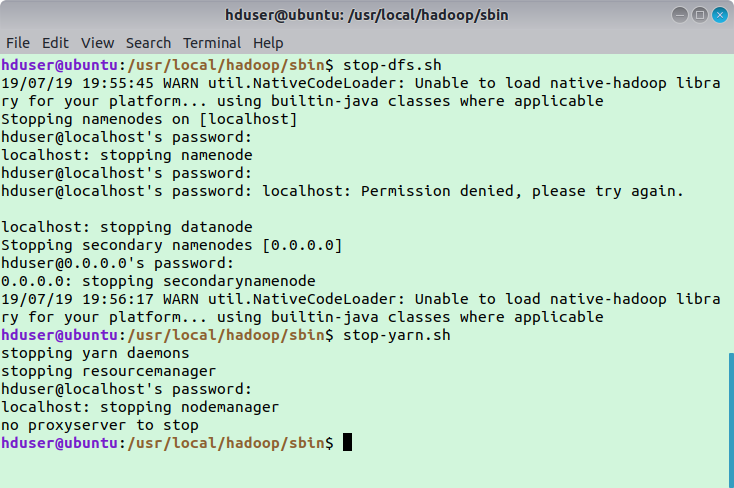 hduser@ubuntu: /usr/local/hadoop/sbin
File Edit View Search Terminal Help
hduser@ubuntu:/usr/local/hadoop/sbin$ stop-dfs.sh
19/07/19 19:55:45 WARN util.NativeCodeLoader: Unable to load native-hadoop libra
ry for your platform... using builtin-java classes where applicable
Stopping namenodes on [localhost]
hduser@localhost's password:
localhost: stopping namenode
hduser@localhost's password:
hduser@localhost's password: localhost: Permission denied, please try again.
localhost: stopping datanode
Stopping secondary namenodes [0.0.0.0]
hduser@0.0.0.0's password:
0.0.0.0: stopping secondarynamenode
19/07/19 19:56:17 WARN util.NativeCodeLoader: Unable to load native-hadoop libra
ry for your platform... using builtin-java classes where applicable
hduser@ubuntu:/usr/local/hadoop/sbin$ stop-yarn.sh
stopping yarn daemons
stopping resourcemanager
hduser@localhost's password:
localhost: stopping nodemanager
no proxyserver to stop
hduser@ubuntu:/usr/local/hadoop/sbin$